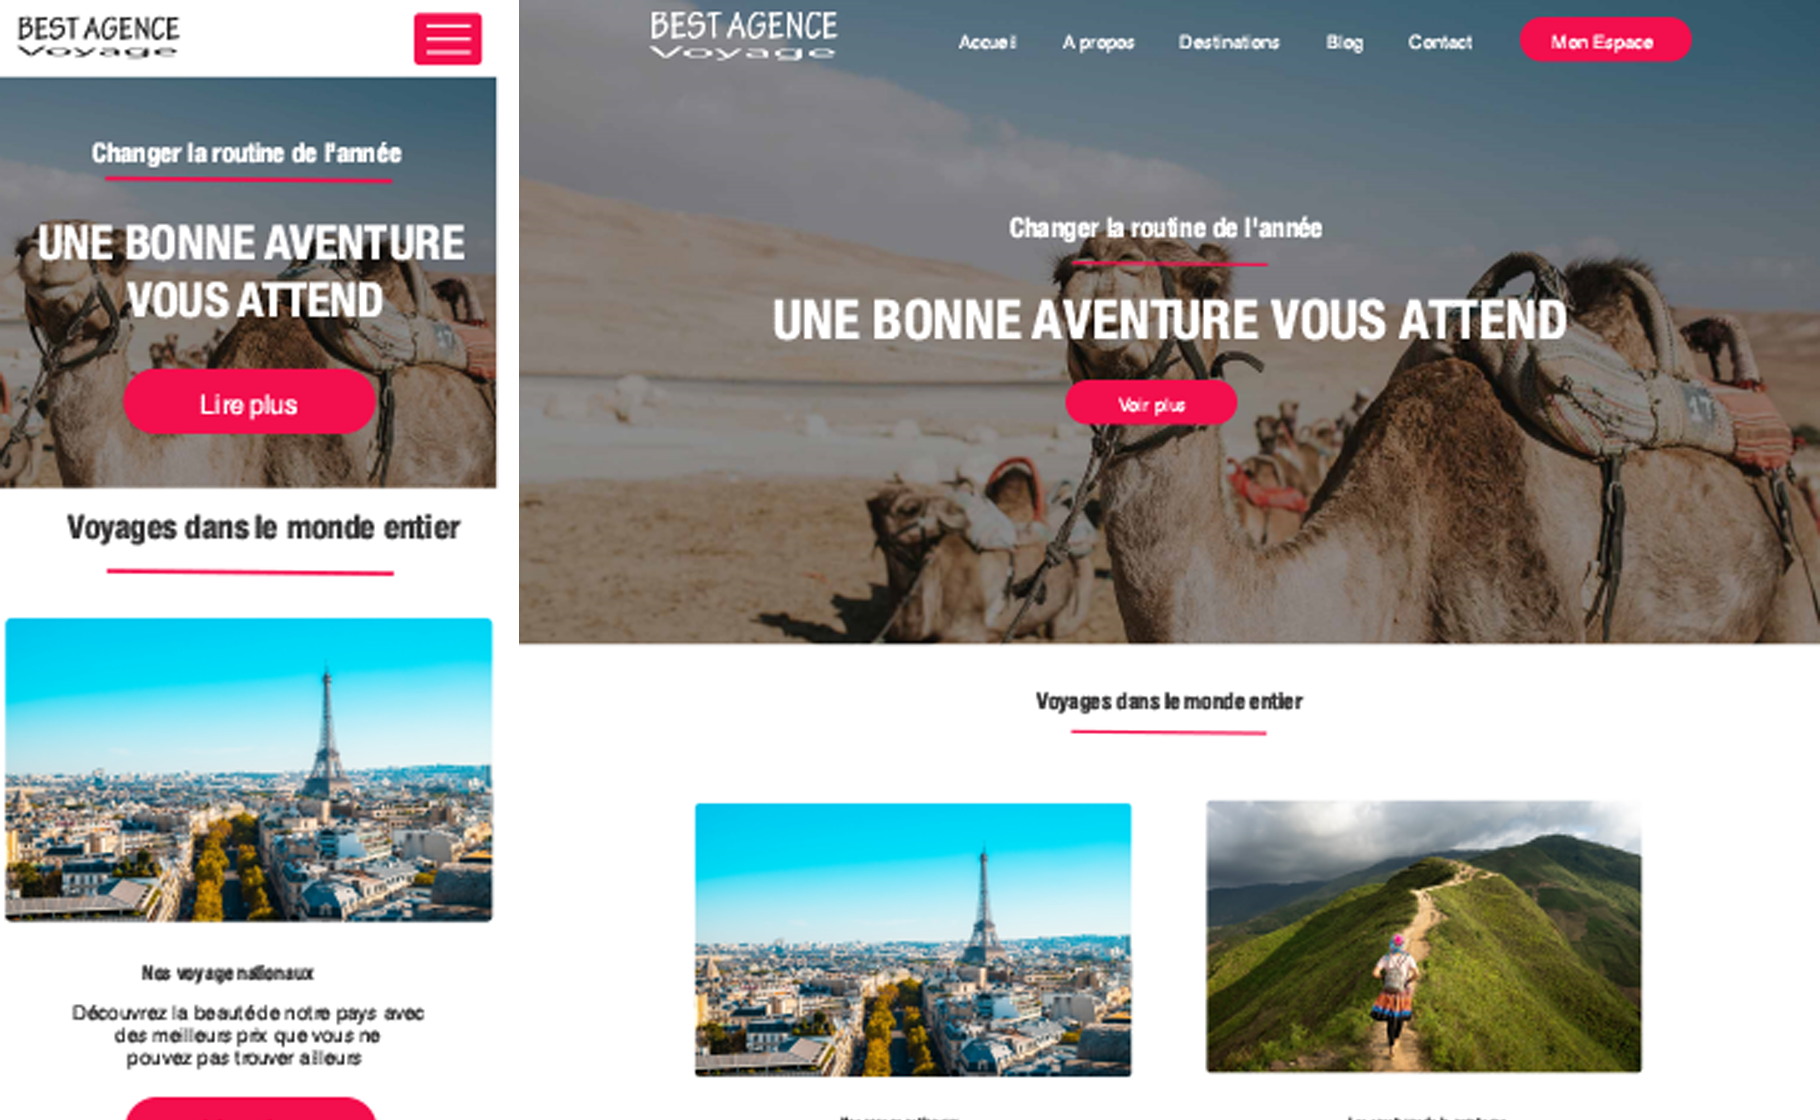 BEST AGENCE
Voyage
Changer la routine de l'année
UNE BONNE AVENTURE
VOUS ATTEND
Lire plus
Voyages dans le monde entier
Nos voyage nationaux
Découvrez la beauté de notre pays avec
des meilleurs prix que vous ne
pouvez pas trouver ailleurs
BEST AGENCE
Voyage
Accueil A propos Destinations Blog Contact Mon Espace
Changer la routine de l'année
UNE BONNE AVENTURE VOUS ATTEND
Voir plus
17
Voyages dans le monde entier